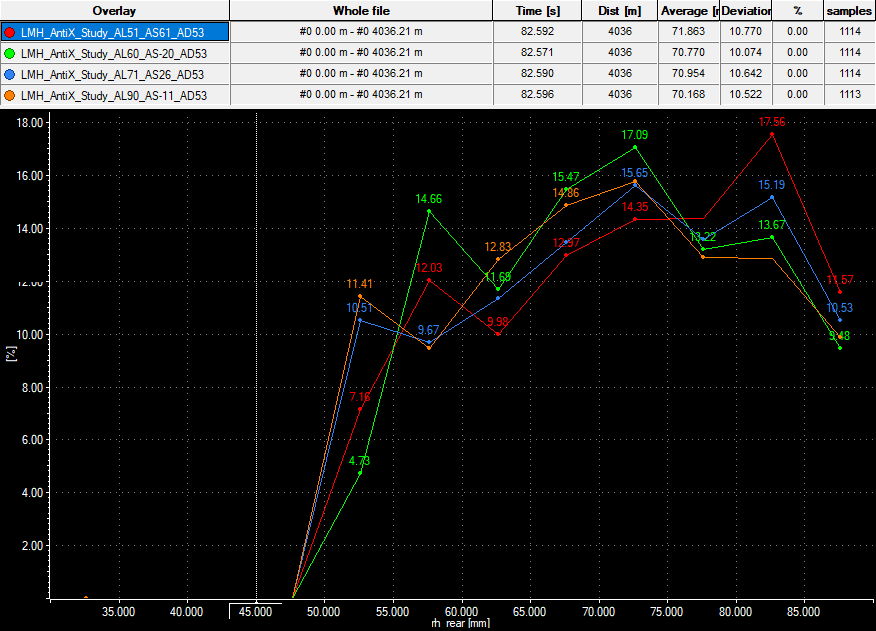 Overlay Whole file Time [s] Dist [m] Average [r Deviation % samples
LMH_AntiX_Study_AL51_AS61_AD53 #0 0.00 m - #0 4036.21 m 82.592 4036 71.863 10.770 0.00 1114
LMH_AntiX_Study_AL60_AS-20_AD53 #0 0.00 m - #0 4036.21 m 82.571 4036 70.770 10.074 0.00 1114
LMH_AntiX_Study_AL71_AS26_AD53 #0 0.00 m - #0 4036.21 m 82.590 4036 70.954 10.642 0.00 1114
LMH_AntiX_Study_AL90_AS-11_AD53 #0 0.00 m - #0 4036.21 m 82.596 4036 70.168 10.522 0.00 1113
18.00 17.56
17.09
16.00 15.47 15.65 15.19
14.66 14.86 14.35
14.00 13.67
12.83 12.97 13.22
12.00 12.03 11.69 11.57
11.41
10.51 10.53
10.00 9.67 9.98 9.48
[%]
8.00
7.16
6.00
4.73
4.00
2.00
35.000 40.000 45.000 50.000 55.000 60.000 65.000 70.000 75.000 80.000 85.000
rh_rear [mm]